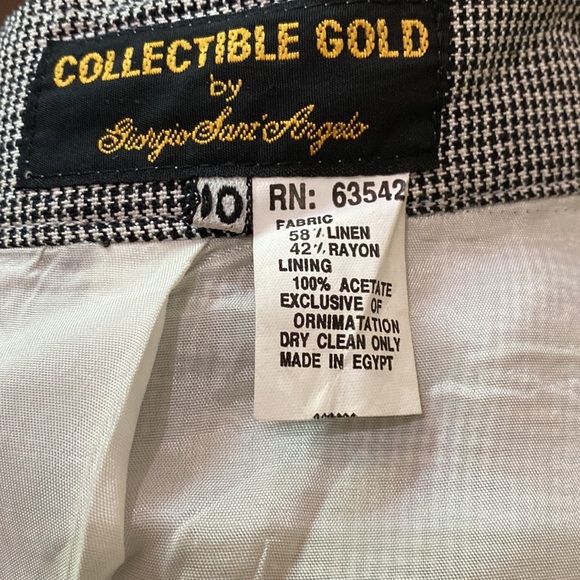 COLLECTIBLE GOLD
by
Giorgio Sant'Angelo
10
RN: 63542
FABRIC
58% LINEN
42% RAYON
LINING
100% ACETATE
EXCLUSIVE OF
ORNIMATATION
DRY CLEAN ONLY
MADE IN EGYPT